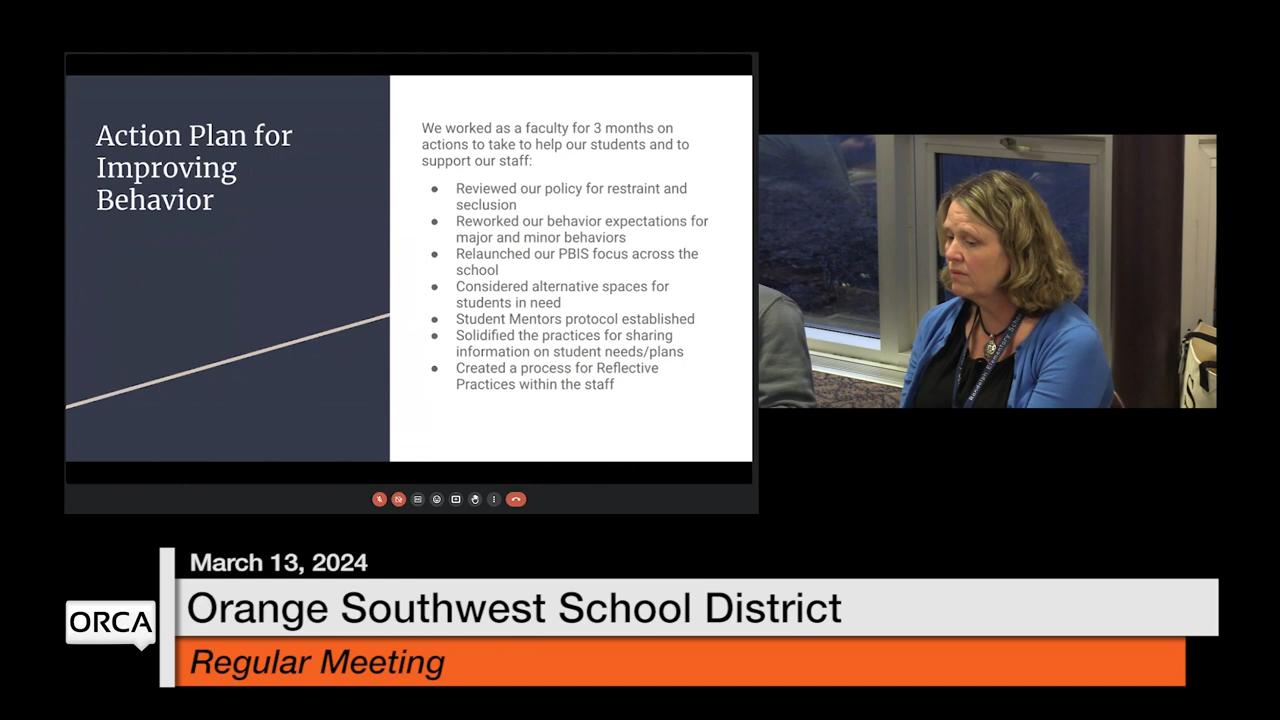 Action Plan for
Improving
Behavior
We worked as a faculty for 3 months on
actions to take to help our students and to
support our staff:
● Reviewed our policy for restraint and
seclusion
● Reworked our behavior expectations for
major and minor behaviors
● Relaunched our PBIS focus across the
school
● Considered alternative spaces for
students in need
● Student Mentors protocol established
● Solidified the practices for sharing
information on student needs/plans
● Created a process for Reflective
Practices within the staff
Randolph Elementary School
March 13, 2024
ORCA
Orange Southwest School District
Regular Meeting